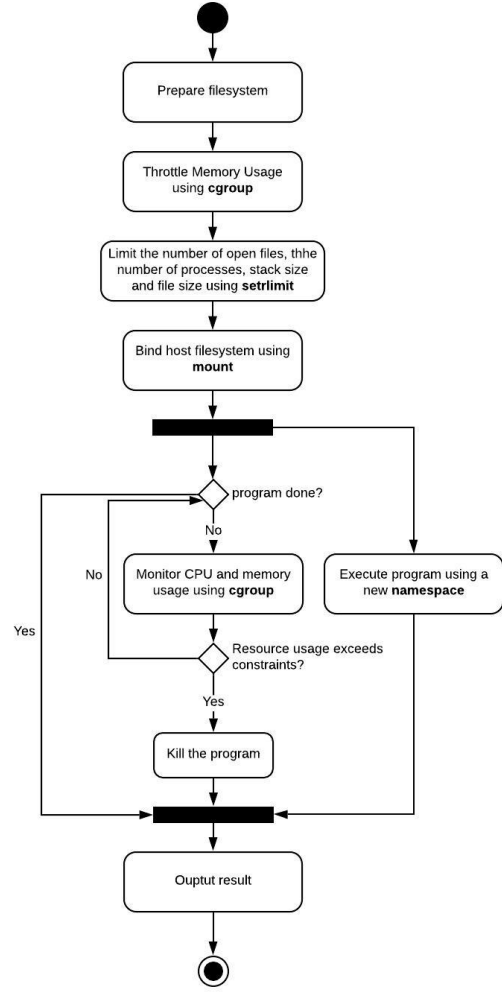 Prepare filesystem
Throttle Memory Usage
using cgroup
Limit the number of open files, thhe
number of processes, stack size
and file size using setrlimit
Bind host filesystem using
mount
program done?
No
Monitor CPU and memory
usage using cgroup
Execute program using a
new namespace
No
Yes
Resource usage exceeds
constraints?
Yes
Kill the program
Ouptut result